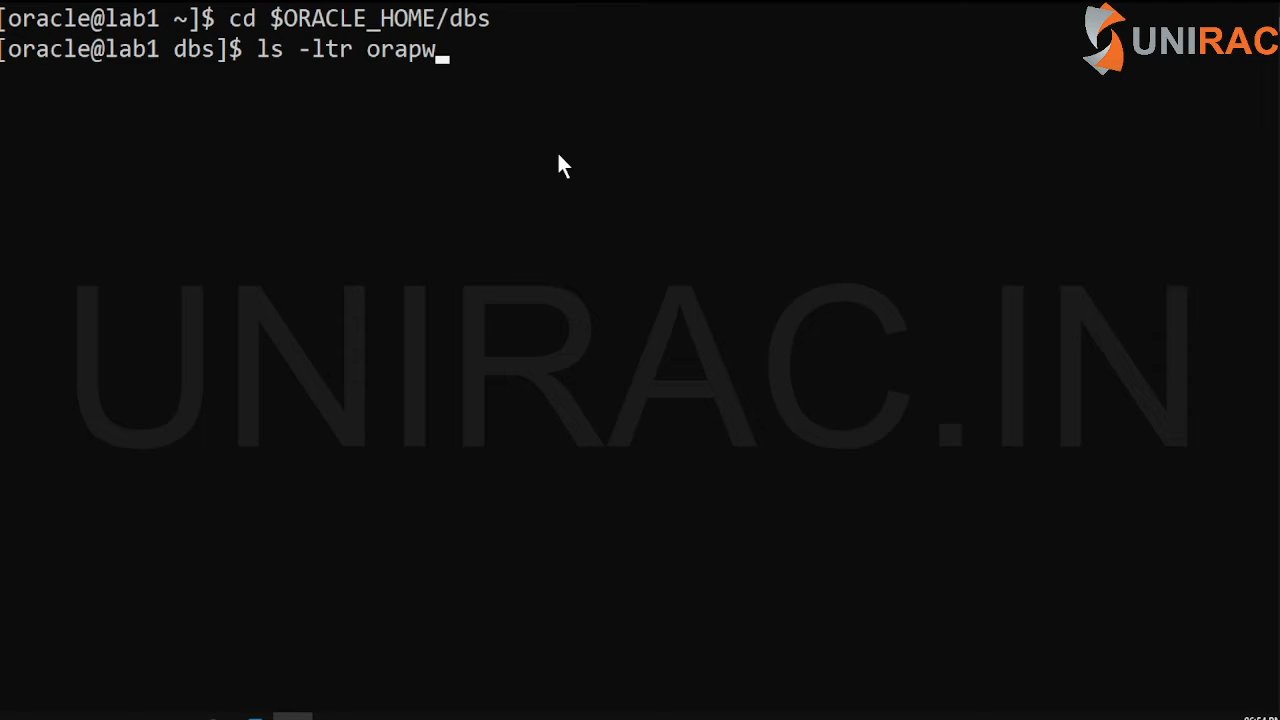 [oracle@lab1 ~]$ cd $ORACLE_HOME/dbs
[oracle@lab1 dbs]$ ls -ltr orapw
UNIRAC
UNIRAC.IN